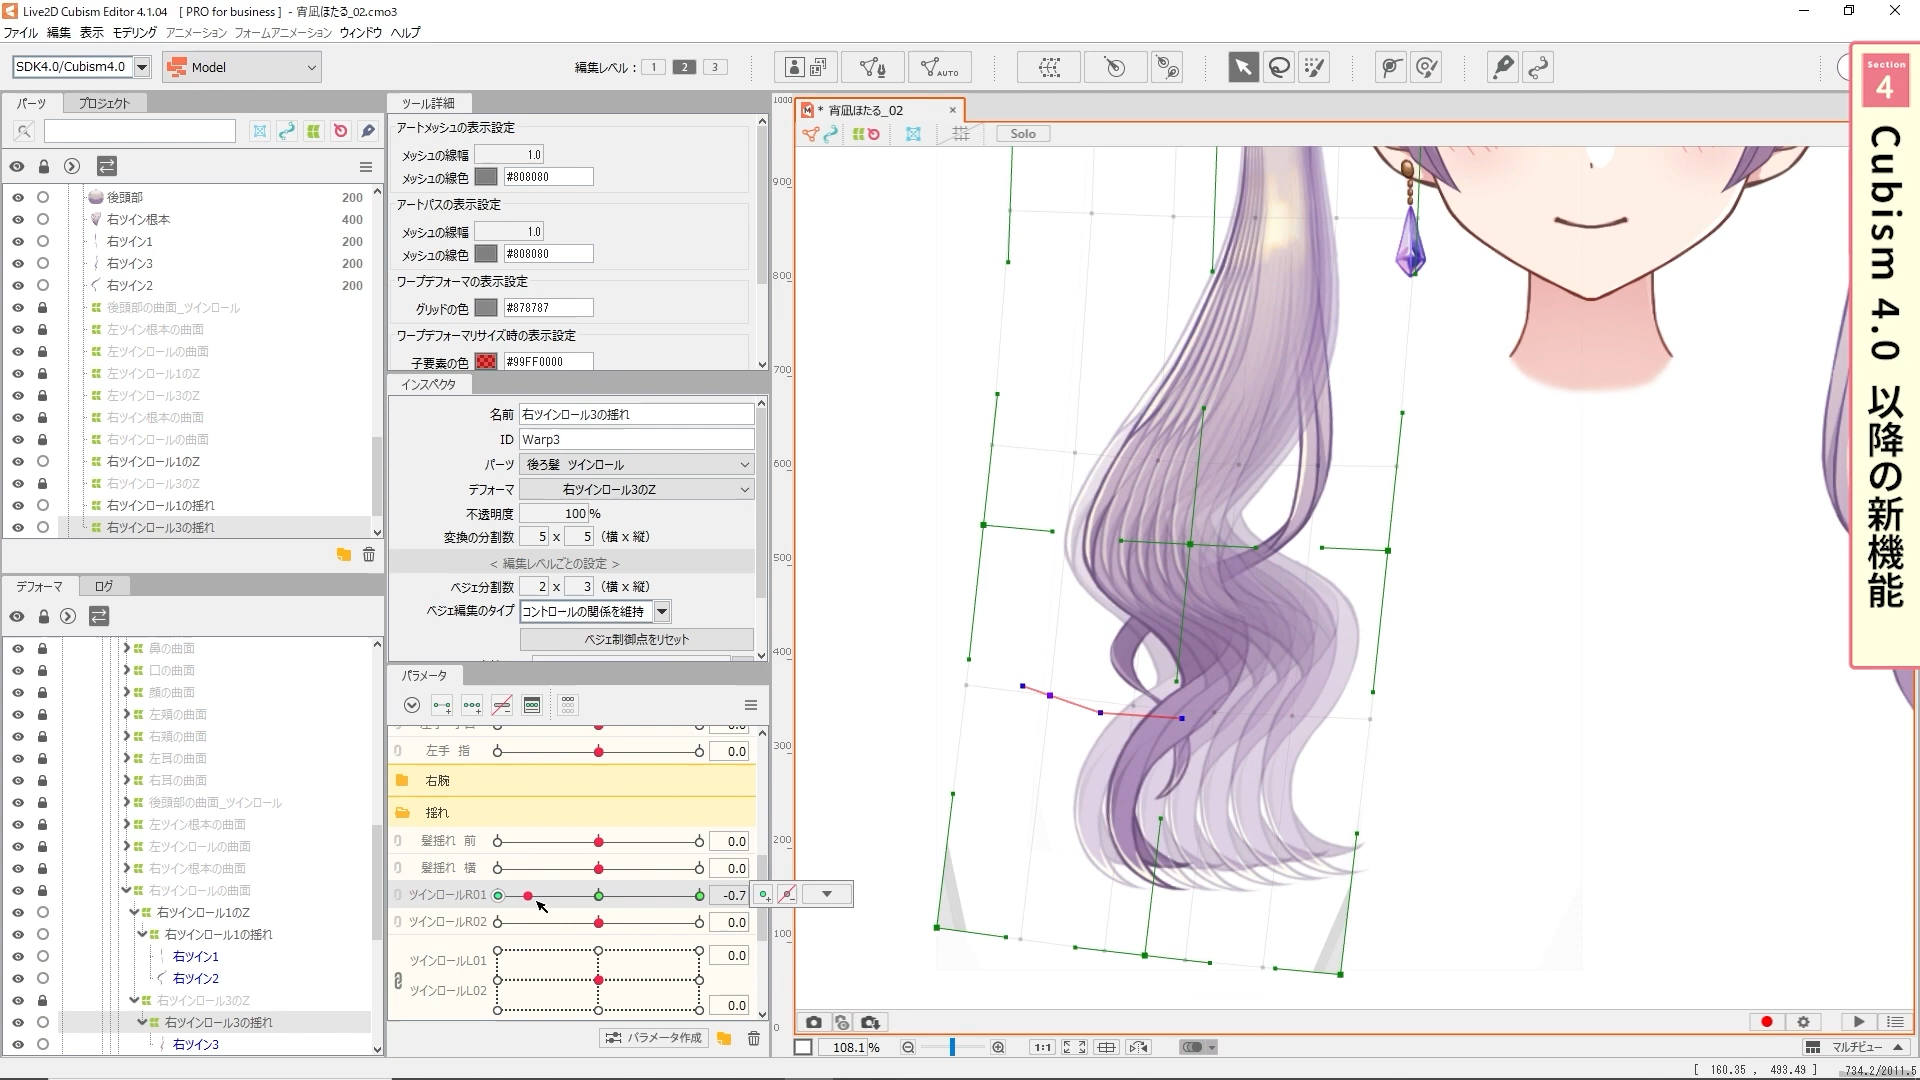 Live2D Cubism Editor 4.1.04 [ PRO for business ] - 宵凪ほたる_02.cmo3
ファイル 編集 表示 モデリング アニメーション フォームアニメーション ウィンドウ ヘルプ
SDK4.0/Cubism4.0
Model
編集レベル : 1 2 3
AUTO
パーツ プロジェクト
後頭部 200
右ツイン根本 400
右ツイン1 200
右ツイン3 200
右ツイン2 200
後頭部の曲面_ツインロール
左ツイン根本の曲面
左ツインロールの曲面
左ツインロール1のZ
左ツインロール3のZ
右ツイン根本の曲面
右ツインロールの曲面
右ツインロール1のZ
右ツインロール3のZ
右ツインロール1の揺れ
右ツインロール3の揺れ
デフォーマ ログ
鼻の曲面
口の曲面
顔の曲面
左頬の曲面
右頬の曲面
左耳の曲面
右耳の曲面
後頭部の曲面_ツインロール
左ツイン根本の曲面
左ツインロールの曲面
右ツイン根本の曲面
右ツインロールの曲面
右ツインロール1のZ
右ツインロール1の揺れ
右ツイン1
右ツイン2
右ツインロール3のZ
右ツインロール3の揺れ
右ツイン3
ツール詳細
アートメッシュの表示設定
メッシュの線幅 1.0
メッシュの線色 #808080
アートパスの表示設定
メッシュの線幅 1.0
メッシュの線色 #808080
ワープデフォーマの表示設定
グリッドの色 #878787
ワープデフォーマリサイズ時の表示設定
子要素の色 #99FF0000
インスペクタ
名前 右ツインロール3の揺れ
ID Warp3
パーツ 後ろ髪 ツインロール
デフォーマ 右ツインロール3のZ
不透明度 100 %
変換の分割数 5 x 5 (横 x 縦)
< 編集レベルごとの設定 >
ベジェ分割数 2 x 3 (横 x 縦)
ベジェ編集のタイプ コントロールの関係を維持
ベジェ制御点をリセット
パラメータ
左手 指 0.0
右腕
揺れ
髪揺れ 前 0.0
髪揺れ 横 0.0
ツインロールR01 -0.7
ツインロールR02 0.0
ツインロールL01 0.0
ツインロールL02 0.0
パラメータ作成
* 宵凪ほたる_02 ×
Solo
1000
900
800
700
600
500
400
300
200
100
0
108.1 %
1:1
マルチビュー
[ 160.35 , 493.49 ] 734.2/2011.5
Section
4
Cubism 4.0 以降の新機能